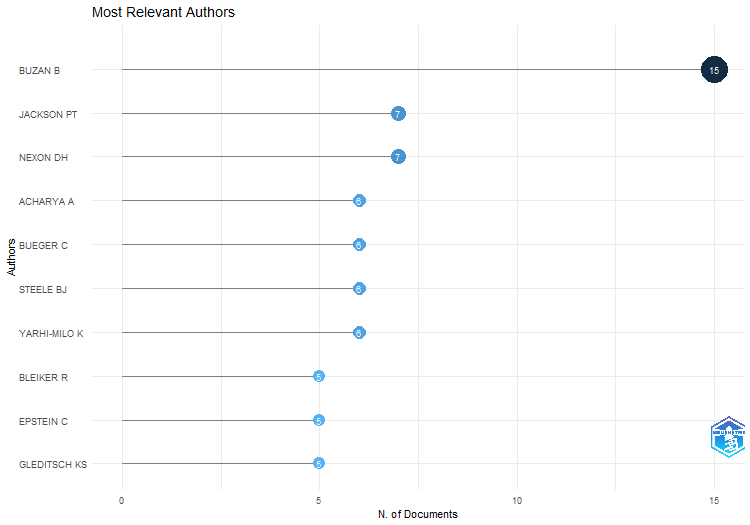 Most Relevant Authors
BUZAN B
15
JACKSON PT
7
NEXON DH
7
ACHARYA A
6
BUEGER C
6
STEELE BJ
6
YARHI-MILO K
6
BLEIKER R
5
EPSTEIN C
5
GLEDITSCH KS
5
Authors
0 5 10 15
N. of Documents